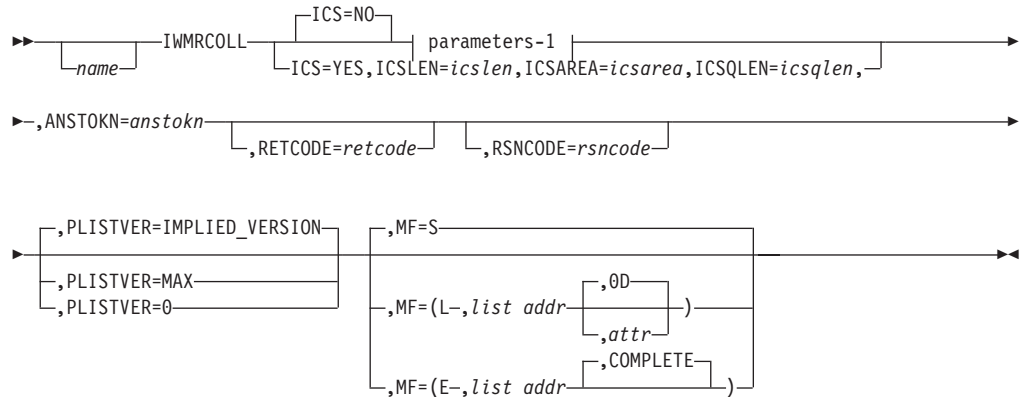 ICS=NO
IWMRCOLL parameters-1
name ICS=YES,ICSLEN=icslen,ICSAREA=icsarea,ICSQLEN=icsqlen,
,ANSTOKN=anstokn
,RETCODE=retcode ,RSNCODE=rsncode
,PLISTVER=IMPLIED_VERSION ,MF=S
,PLISTVER=MAX ,0D
,PLISTVER=0 ,MF=(L ,list addr )
,attr
,COMPLETE
,MF=(E ,list addr )